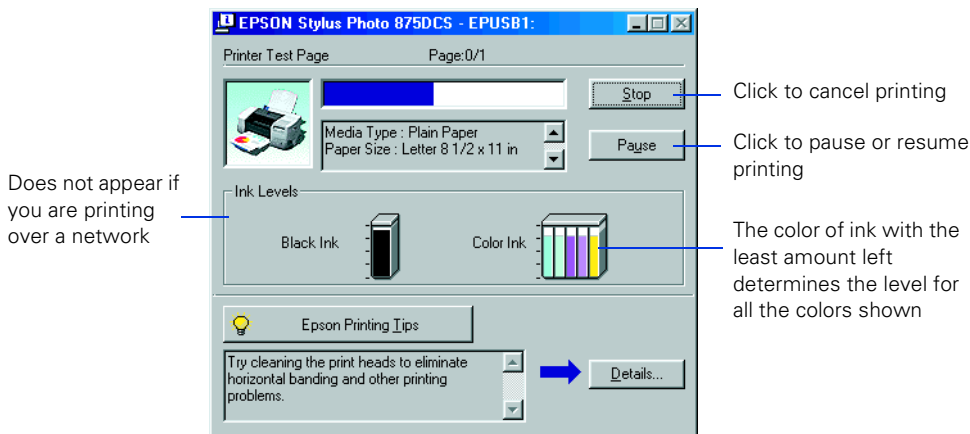 EPSON Stylus Photo 875DCS - EPUSB1:
Printer Test Page
Page:0/1
Stop
Click to cancel printing
Media Type : Plain Paper
Paper Size : Letter 8 1/2 x 11 in
Pause
Click to pause or resume
printing
Does not appear if
you are printing
over a network
Ink Levels
Black Ink
Color Ink
The color of ink with the
least amount left
determines the level for
all the colors shown
Epson Printing Tips
Try cleaning the print heads to eliminate
horizontal banding and other printing
problems.
Details...